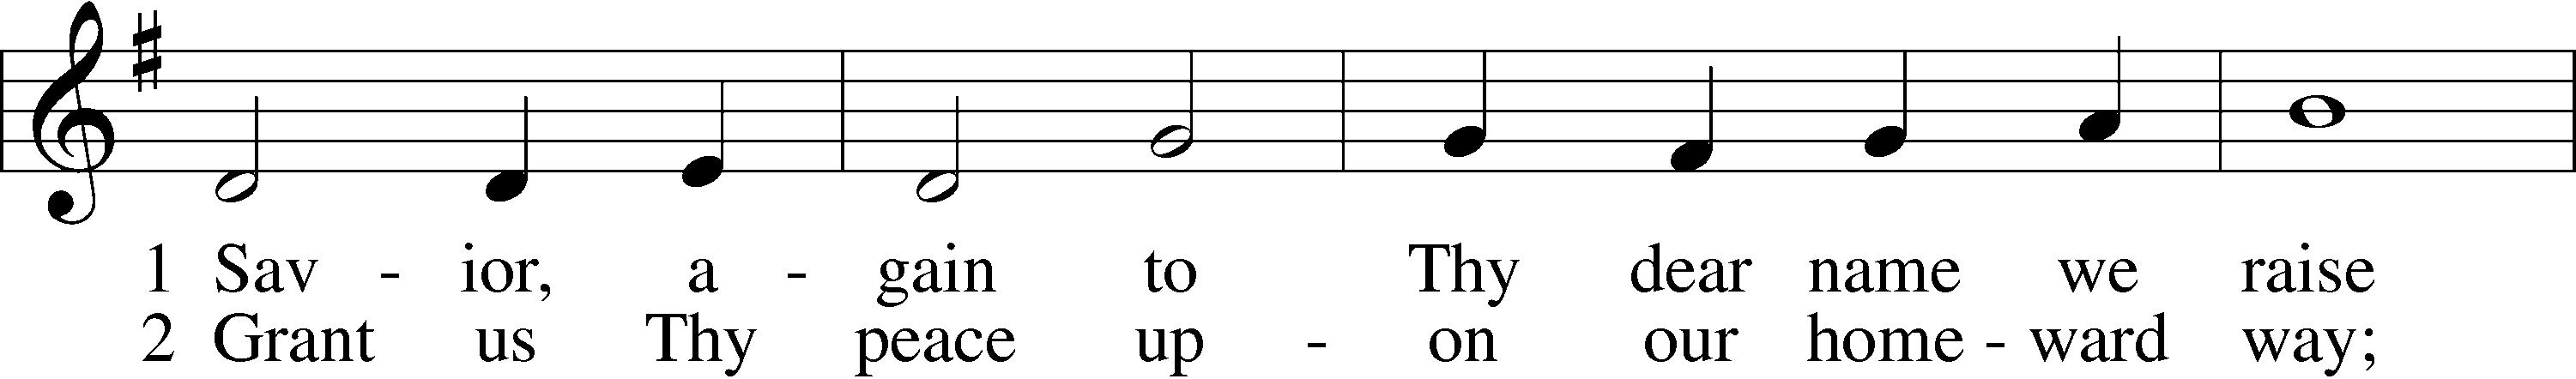 1 Sav - ior, a - gain to Thy dear name we raise
2 Grant us Thy peace up - on our home - ward way;